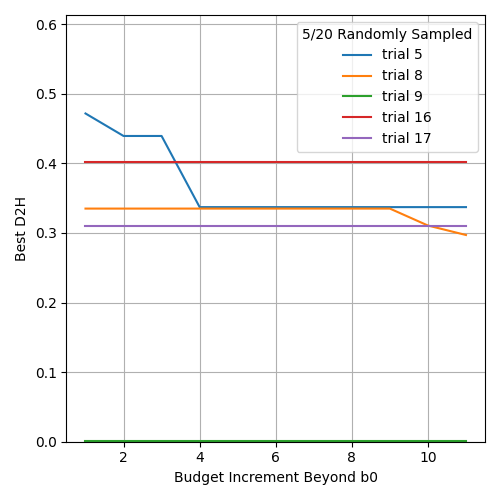 5/20 Randomly Sampled
trial 5
trial 8
trial 9
trial 16
trial 17
0.6
0.5
0.4
0.3
0.2
0.1
0.0
Best D2H
2 4 6 8 10
Budget Increment Beyond b0